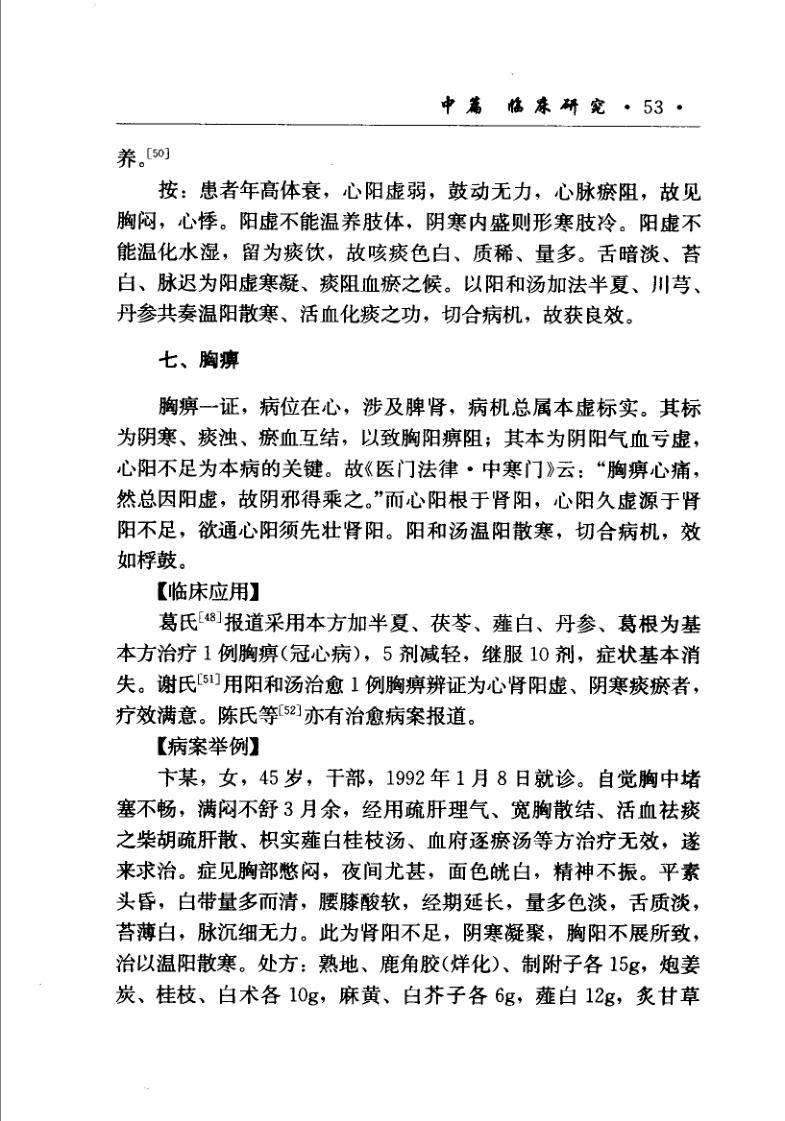 中篇 临床研究 · 53 ·
养。[50]
按：患者年高体衰，心阳虚弱，鼓动无力，心脉瘀阻，故见
胸闷，心悸。阳虚不能温养肢体，阴寒内盛则形寒肢冷。阳虚不
能温化水湿，留为痰饮，故咳痰色白、质稀、量多。舌暗淡、苔
白、脉迟为阳虚寒凝、痰阻血瘀之候。以阳和汤加法半夏、川芎、
丹参共奏温阳散寒、活血化痰之功，切合病机，故获良效。
七、胸痹
胸痹一证，病位在心，涉及脾肾，病机总属本虚标实。其标
为阴寒、痰浊、瘀血互结，以致胸阳痹阻；其本为阴阳气血亏虚，
心阳不足为本病的关键。故《医门法律·中寒门》云：“胸痹心痛，
然总因阳虚，故阴邪得乘之。”而心阳根于肾阳，心阳久虚源于肾
阳不足，欲通心阳须先壮肾阳。阳和汤温阳散寒，切合病机，效
如桴鼓。
【临床应用】
葛氏[48]报道采用本方加半夏、茯苓、薤白、丹参、葛根为基
本方治疗1例胸痹（冠心病），5剂减轻，继服10剂，症状基本消
失。谢氏[51]用阳和汤治愈1例胸痹辨证为心肾阳虚、阴寒痰瘀者，
疗效满意。陈氏等[52]亦有治愈病案报道。
【病案举例】
卞某，女，45岁，干部，1992年1月8日就诊。自觉胸中堵
塞不畅，满闷不舒3月余，经用疏肝理气、宽胸散结、活血祛痰
之柴胡疏肝散、枳实薤白桂枝汤、血府逐瘀汤等方治疗无效，遂
来求治。症见胸部憋闷，夜间尤甚，面色㿠白，精神不振。平素
头昏，白带量多而清，腰膝酸软，经期延长，量多色淡，舌质淡，
苔薄白，脉沉细无力。此为肾阳不足，阴寒凝聚，胸阳不展所致，
治以温阳散寒。处方：熟地、鹿角胶（烊化）、制附子各15g，炮姜
炭、桂枝、白术各10g，麻黄、白芥子各6g，薤白12g，炙甘草